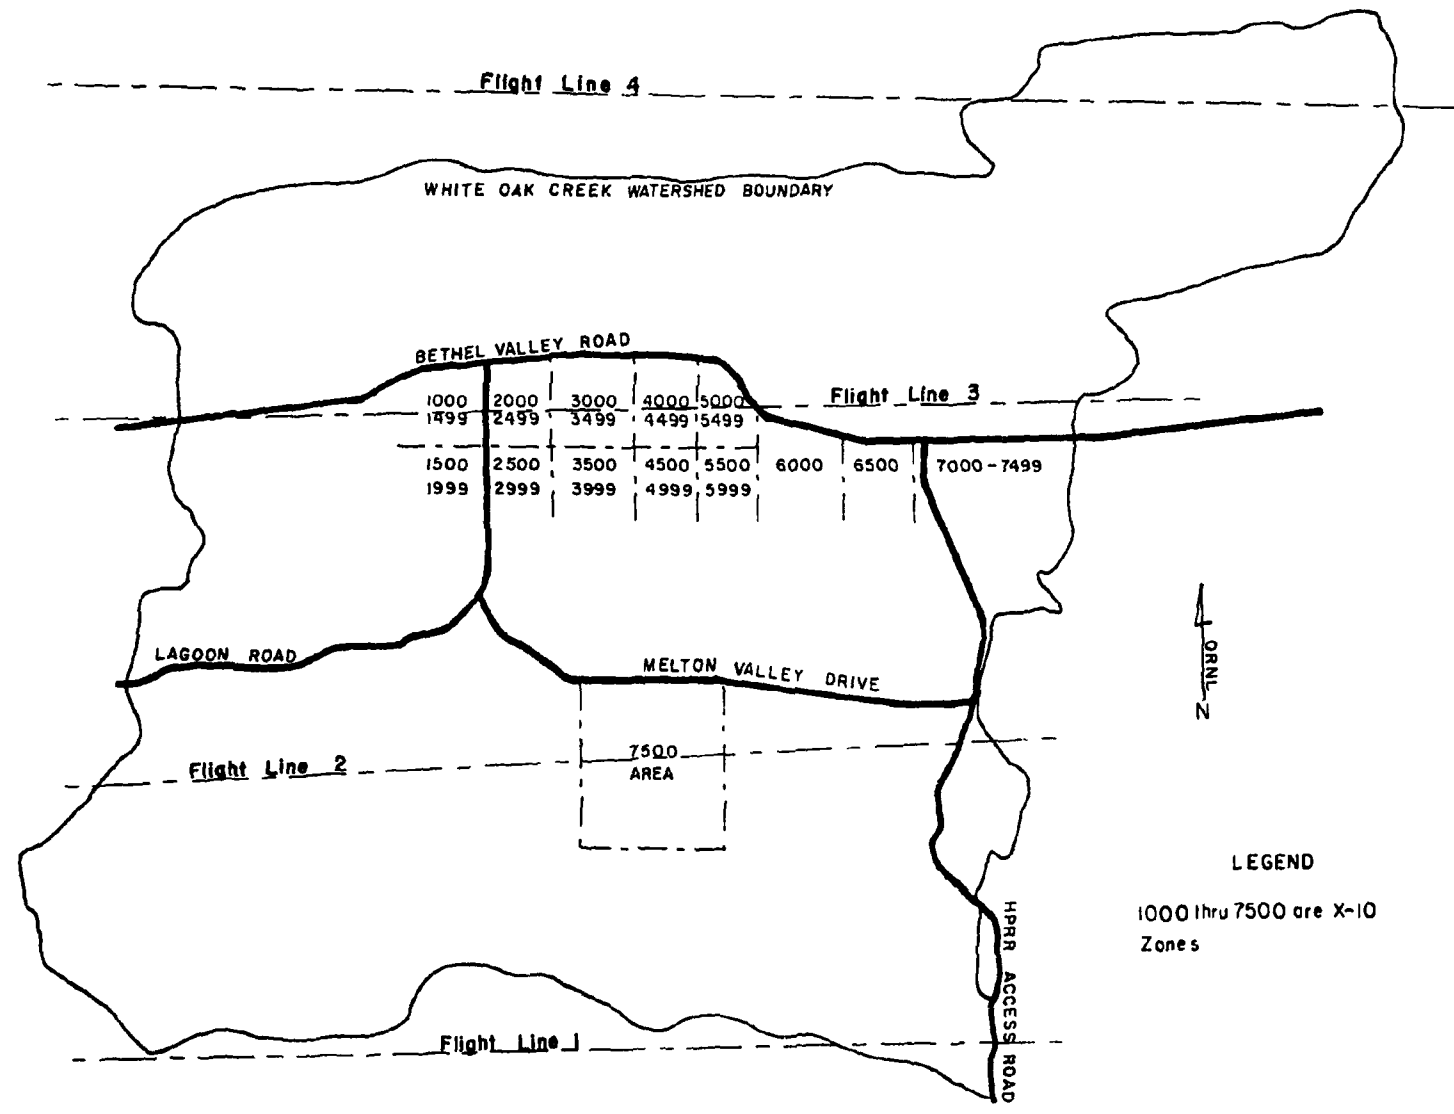 Flight Line 4
WHITE OAK CREEK WATERSHED BOUNDARY
BETHEL VALLEY ROAD
Flight Line 3
1000 2000 3000 4000 5000
1499 2499 3499 4499 5499
1500 2500 3500 4500 5500 6000 6500 7000-7499
1999 2999 3999 4999 5999
LAGOON ROAD
MELTON VALLEY DRIVE
ORNL
N
7500
AREA
Flight Line 2
LEGEND
1000 thru 7500 are X-10
Zones
HPRR ACCESS ROAD
Flight Line 1